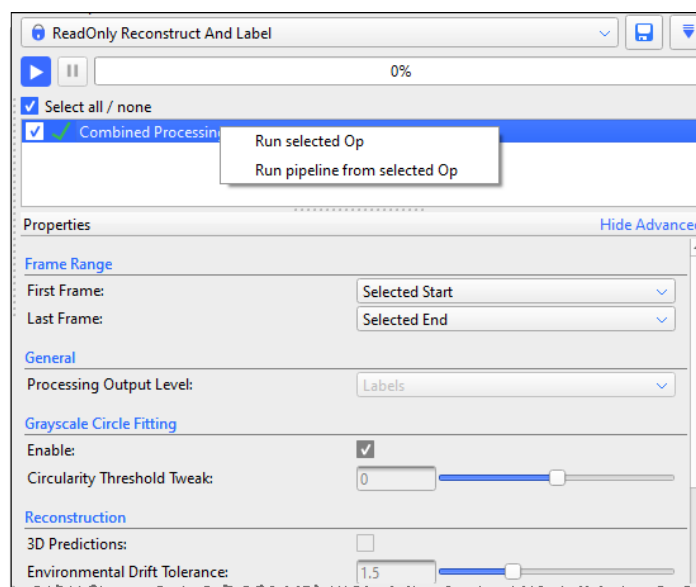 ReadOnly Reconstruct And Label
0%
Select all / none
Combined Processing
Run selected Op
Run pipeline from selected Op
Properties
Hide Advanced
Frame Range
First Frame:
Selected Start
Last Frame:
Selected End
General
Processing Output Level:
Labels
Grayscale Circle Fitting
Enable:
Circularity Threshold Tweak:
0
Reconstruction
3D Predictions:
Environmental Drift Tolerance:
1.5